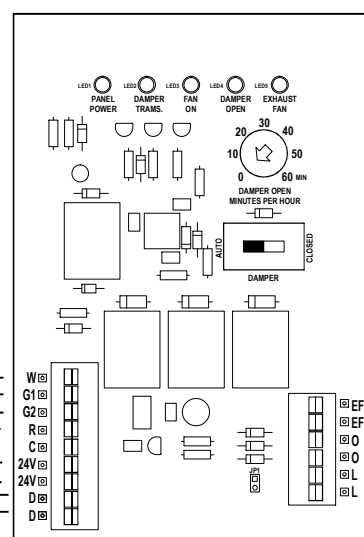 LED1 LED2 LED3 LED4 LED5
PANEL POWER
DAMPER TRAMS.
FAN ON
DAMPER OPEN
EXHAUST FAN
0 10 20 30 40 50 60 MIN
DAMPER OPEN
MINUTES PER HOUR
AUTO
CLOSED
DAMPER
W
G1
G2
R
C
24V
24V
D
D
JP1
EF
EF
O
O
L
L